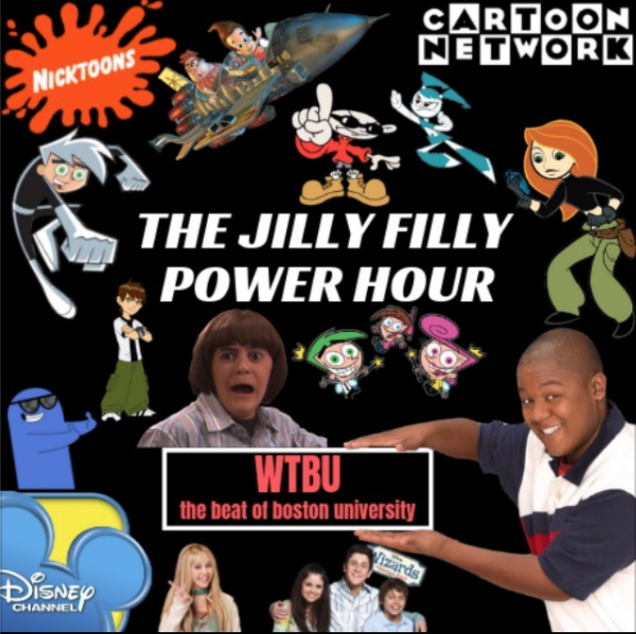 NICKTOONS
CARTOON
NETWORK
THE JILLY FILLY
POWER HOUR
WTBU
the beat of boston university
Disney
CHANNEL
Wizards